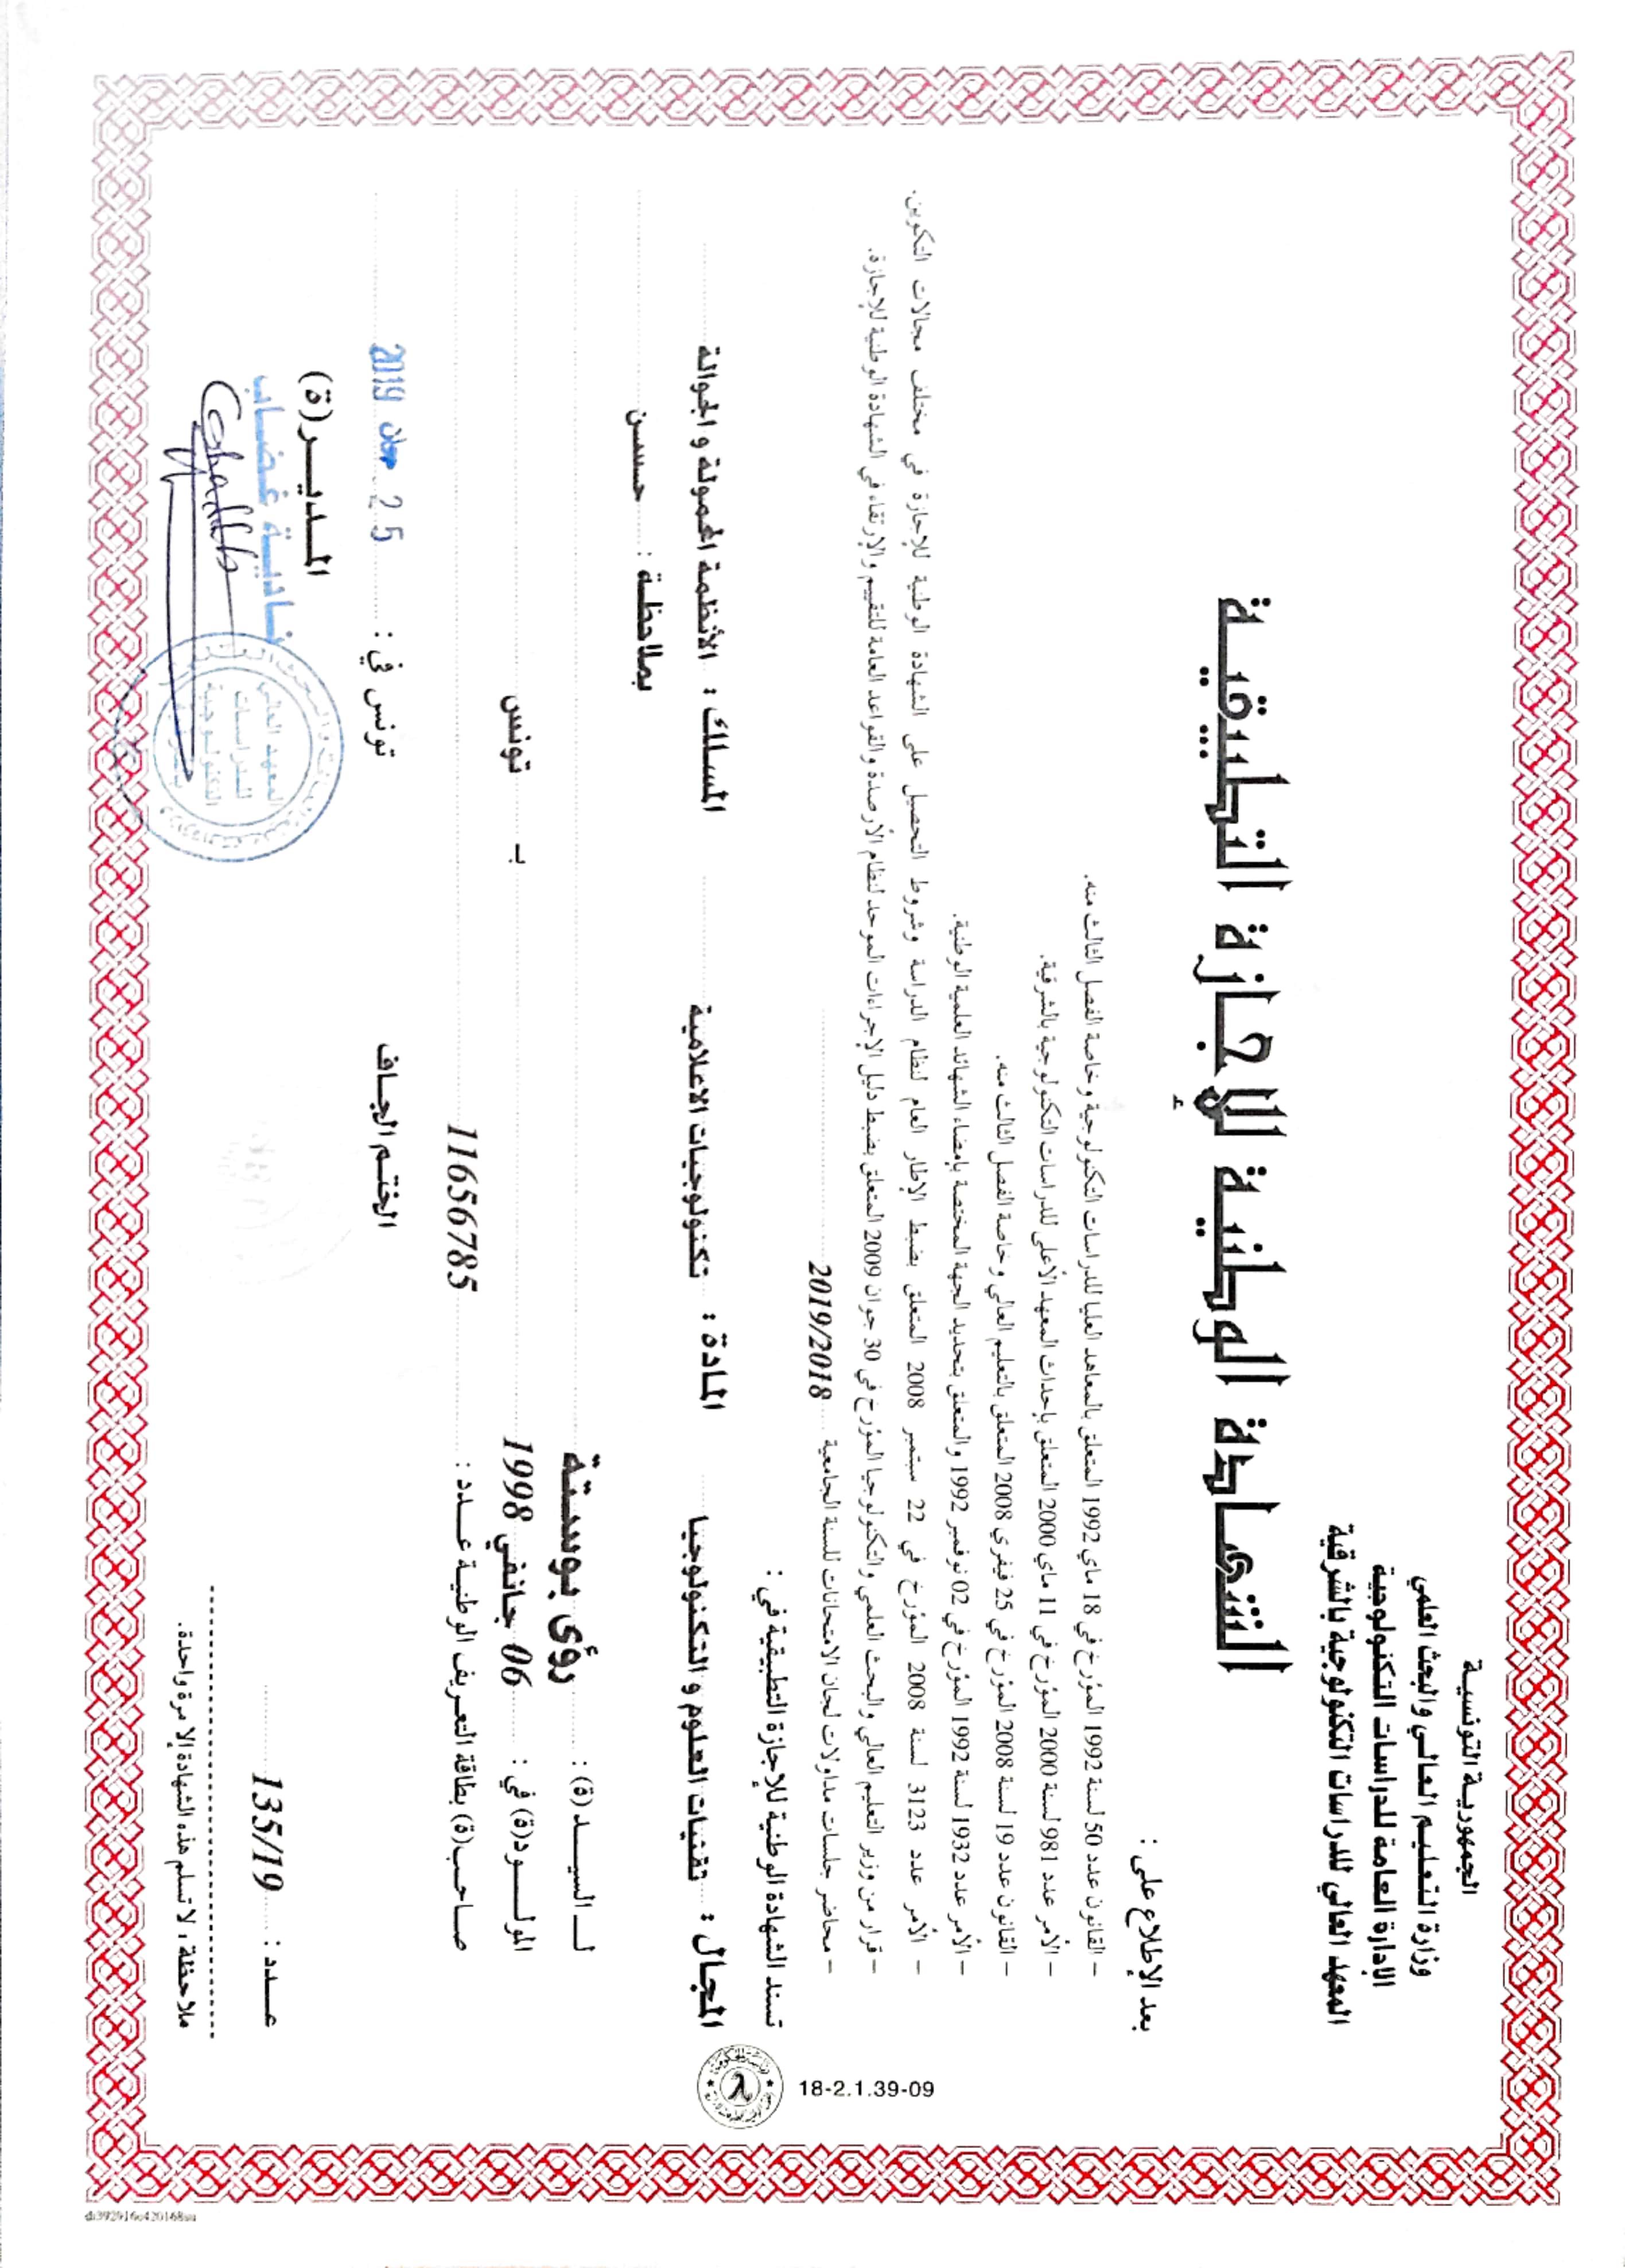 الجمهورية التونسية
وزارة التعليم العالي والبحث العلمي
الإدارة العامة للدراسات التكنولوجية
المعهد العالي للدراسات التكنولوجية بالشرقية
الشهادة الوطنية للإجازة التطبيقية
بعد الإطلاع على :
– القانون عدد 50 لسنة 1992 المؤرخ في 18 ماي 1992 المتعلق بالمعاهد العليا للدراسات التكنولوجية وخاصة الفصل الثالث منه.
– الأمر عدد 981 لسنة 2000 المؤرخ في 11 ماي 2000 المتعلق بإحداث المعهد الأعلى للدراسات التكنولوجية بالشرقية.
– القانون عدد 19 لسنة 2008 المؤرخ في 25 فيفري 2008 المتعلق بالتعليم العالي وخاصة الفصل الثالث منه.
– الأمر عدد 1932 لسنة 1992 المؤرخ في 02 نوفمبر 1992 والمتعلق بتحديد الجهة المختصة بإمضاء الشهائد العلمية الوطنية.
– الأمر عدد 3123 لسنة 2008 المؤرخ في 22 سبتمبر 2008 المتعلق بضبط الإطار العام لنظام الدراسة وشروط التحصيل على الشهادة الوطنية للإجازة في مختلف مجالات التكوين.
– قرار من وزير التعليم العالي والبحث العلمي والتكنولوجيا المؤرخ في 30 جوان 2009 المتعلق بضبط دليل الإجراءات الموحد لنظام الأرصدة والقواعد العامة للتقييم والإرتقاء في الشهادة الوطنية للإجازة.
– محاضر جلسات مداولات لجان الامتحانات للسنة الجامعية 2019/2018
18-2.1.39-09
تسند الشهادة الوطنية للإجازة التطبيقية في :
المجال : تقنيات العلوم و التكنولوجيا المادة : تكنولوجيات الاعلامية المسلك : الأنظمة المحمولة و الجوالة
بملاحظة : حسن
لـ السيد (ة) : رؤى بوستة
المولود(ة) في : 06 جانفي 1998 بـ تونس
صاحب(ة) بطاقة التعريف الوطنية عدد : 11656785
الختم الجاف
تونس في : 25 جوان 2019
المدير(ة)
نادية غضاب
المعهد العالي
للدراسات
التكنولوجية
بالشرقية
عدد : 135/19
ملاحظة : لا تسلم هذه الشهادة إلا مرة واحدة.